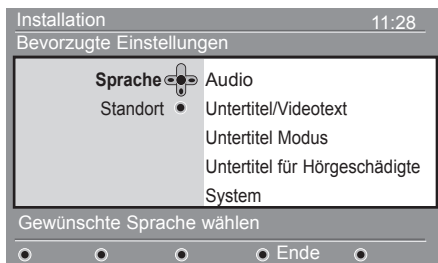 Installation 11:28
Bevorzugte Einstellungen
Sprache Audio
Standort Untertitel/Videotext
Untertitel Modus
Untertitel für Hörgeschädigte
System
Gewünschte Sprache wählen
Ende